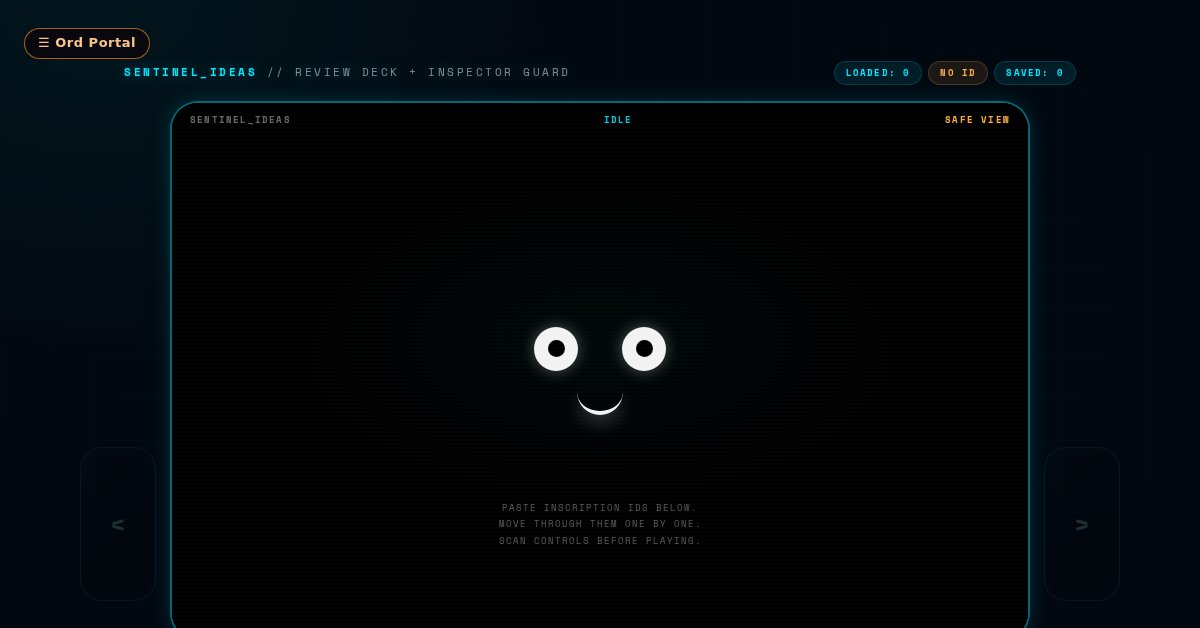 ☰ Ord Portal
SENTINEL_IDEAS // REVIEW DECK + INSPECTOR GUARD
LOADED: 0
NO ID
SAVED: 0
SENTINEL_IDEAS
IDLE
SAFE VIEW
<
>
PASTE INSCRIPTION IDS BELOW.
MOVE THROUGH THEM ONE BY ONE.
SCAN CONTROLS BEFORE PLAYING.